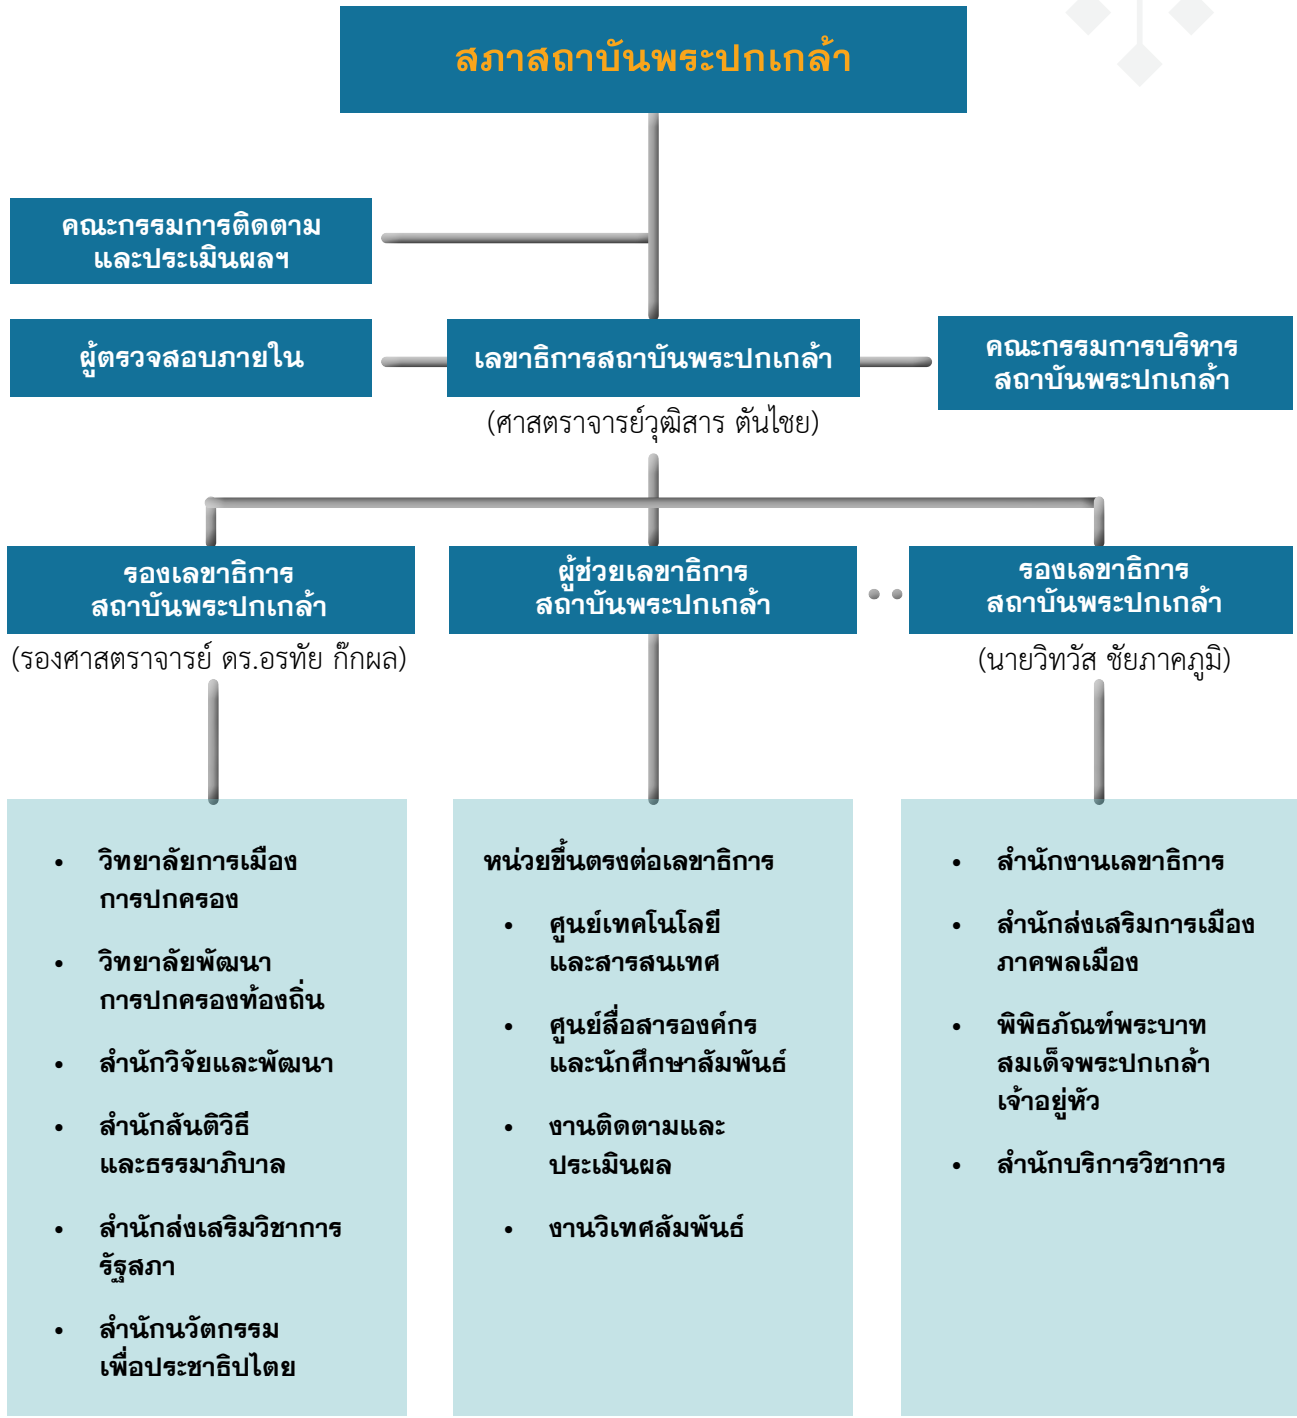 สภาสถาบันพระปกเกล้า
คณะกรรมการติดตาม
และประเมินผลฯ
ผู้ตรวจสอบภายใน
เลขาธิการสถาบันพระปกเกล้า
คณะกรรมการบริหาร
สถาบันพระปกเกล้า
(ศาสตราจารย์วุฒิสาร ตันไชย)
รองเลขาธิการ
สถาบันพระปกเกล้า
(รองศาสตราจารย์ ดร.อรทัย ก๊กผล)
ผู้ช่วยเลขาธิการ
สถาบันพระปกเกล้า
รองเลขาธิการ
สถาบันพระปกเกล้า
(นายวิทวัส ชัยภาคภูมิ)
• วิทยาลัยการเมือง
การปกครอง
• วิทยาลัยพัฒนา
การปกครองท้องถิ่น
• สำนักวิจัยและพัฒนา
• สำนักสันติวิธี
และธรรมาภิบาล
• สำนักส่งเสริมวิชาการ
รัฐสภา
• สำนักนวัตกรรม
เพื่อประชาธิปไตย
หน่วยขึ้นตรงต่อเลขาธิการ
• ศูนย์เทคโนโลยี
และสารสนเทศ
• ศูนย์สื่อสารองค์กร
และนักศึกษาสัมพันธ์
• งานติดตามและ
ประเมินผล
• งานวิเทศสัมพันธ์
• สำนักงานเลขาธิการ
• สำนักส่งเสริมการเมือง
ภาคพลเมือง
• พิพิธภัณฑ์พระบาท
สมเด็จพระปกเกล้า
เจ้าอยู่หัว
• สำนักบริการวิชาการ